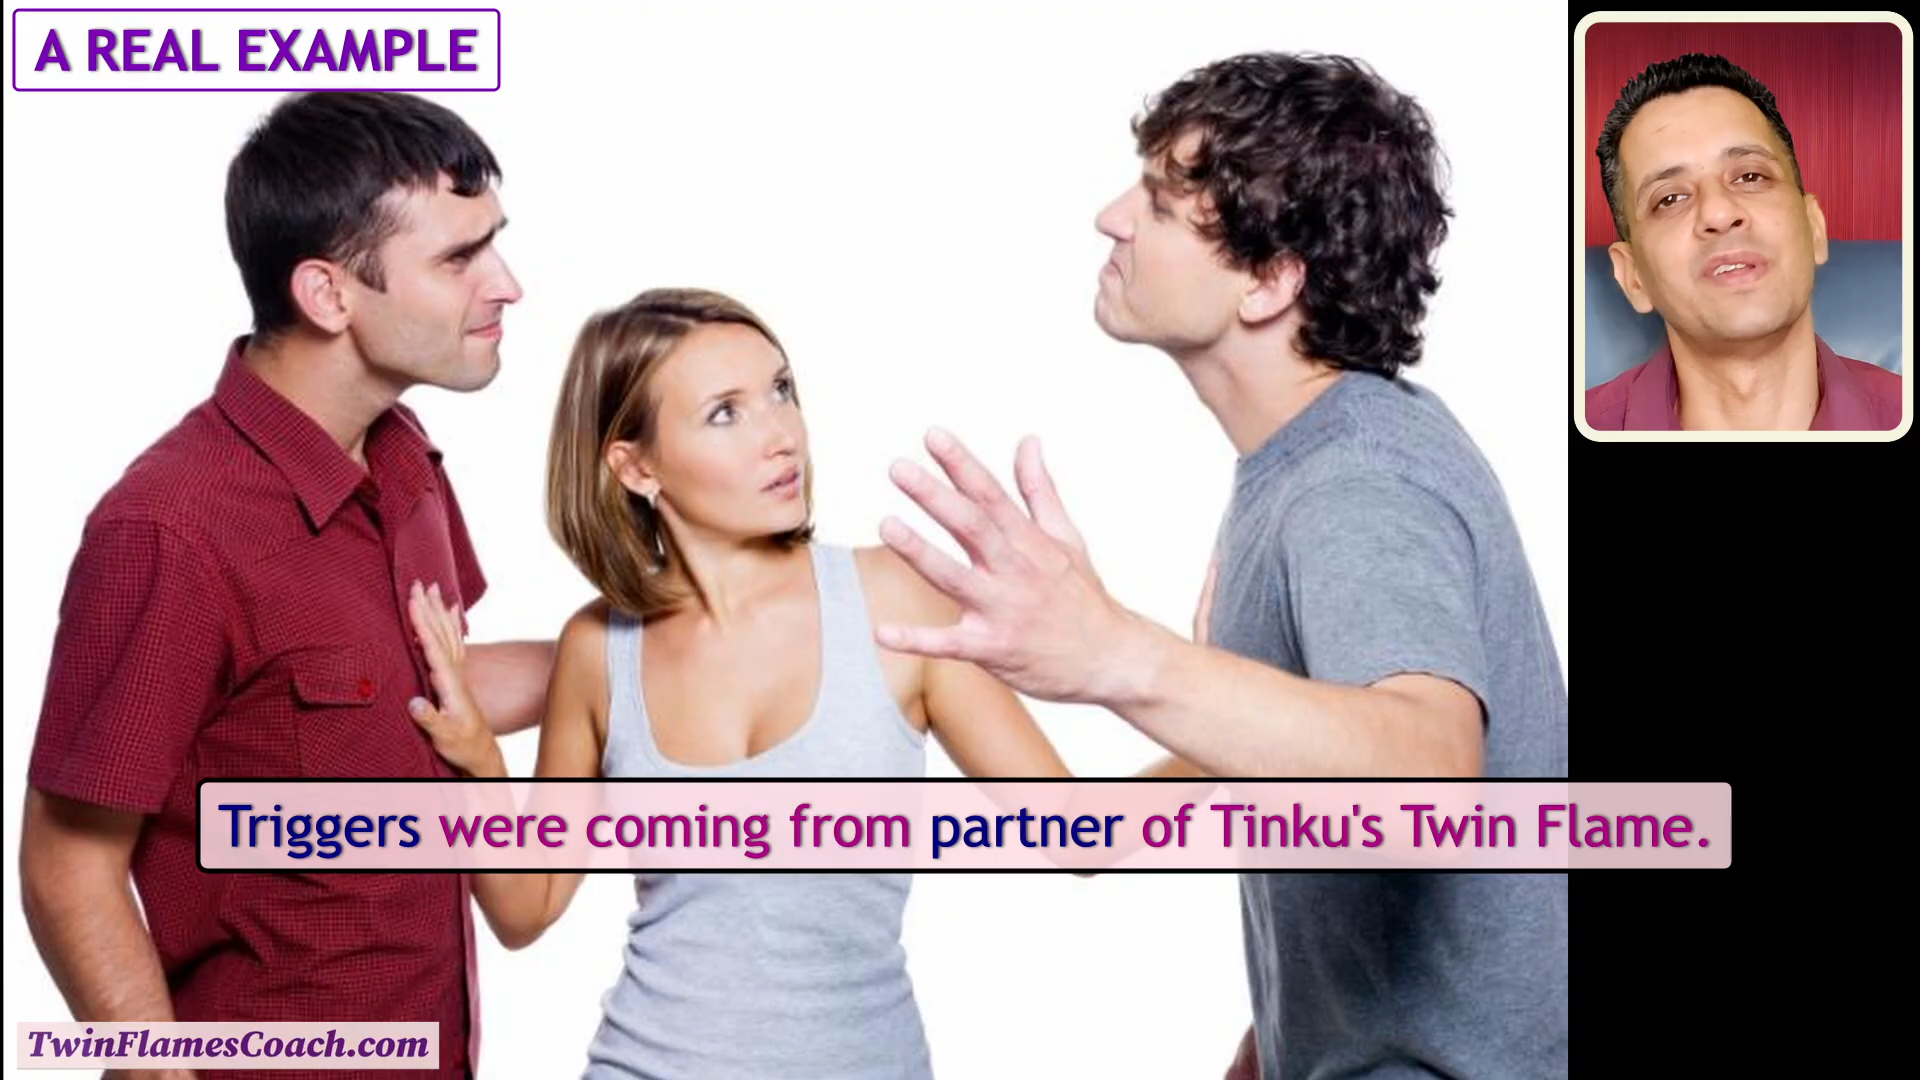 A REAL EXAMPLE
Triggers were coming from partner of Tinku's Twin Flame.
TwinFlamesCoach.com